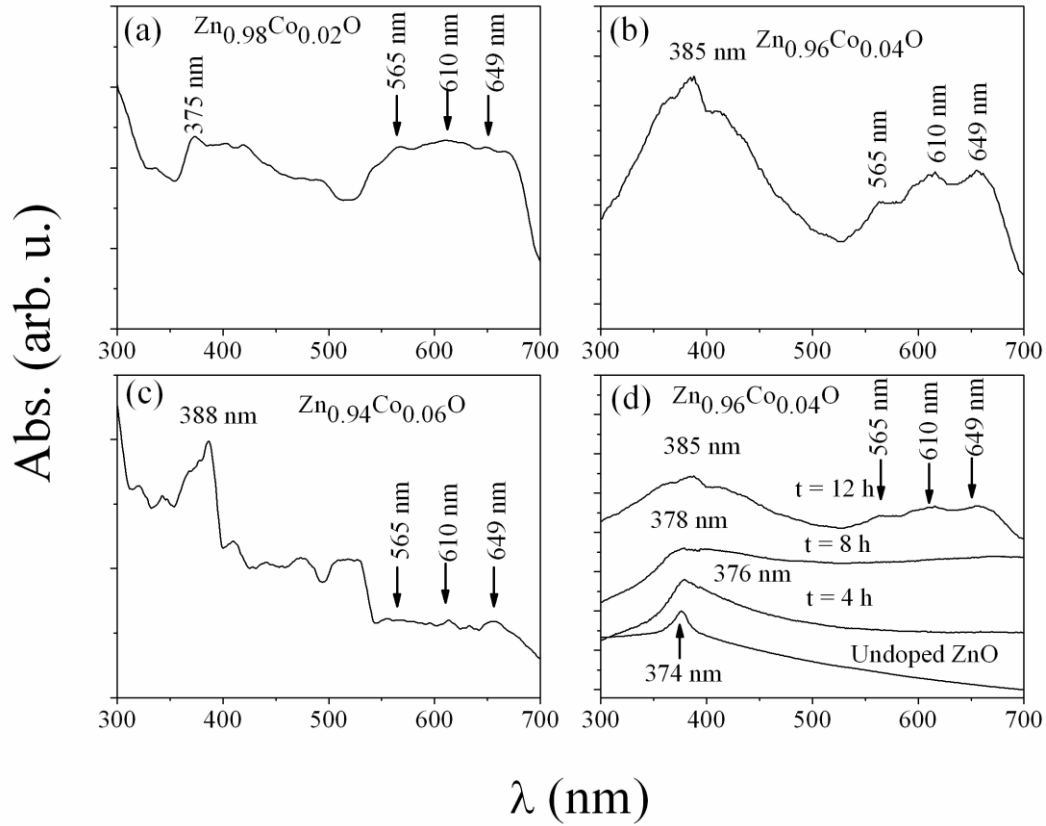 Abs. (arb. u.)
(a) Zn0.98Co0.02O
375 nm
565 nm
610 nm
649 nm
300 400 500 600 700
(b) Zn0.96Co0.04O
385 nm
565 nm
610 nm
649 nm
300 400 500 600 700
(c) Zn0.94Co0.06O
388 nm
565 nm
610 nm
649 nm
300 400 500 600 700
(d) Zn0.96Co0.04O
565 nm
610 nm
649 nm
385 nm
t = 12 h
378 nm
t = 8 h
376 nm
t = 4 h
Undoped ZnO
374 nm
300 400 500 600 700
λ (nm)